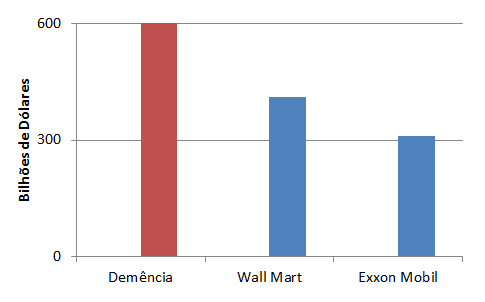 Bilhões de Dólares
600
300
0
Demência
Wall Mart
Exxon Mobil